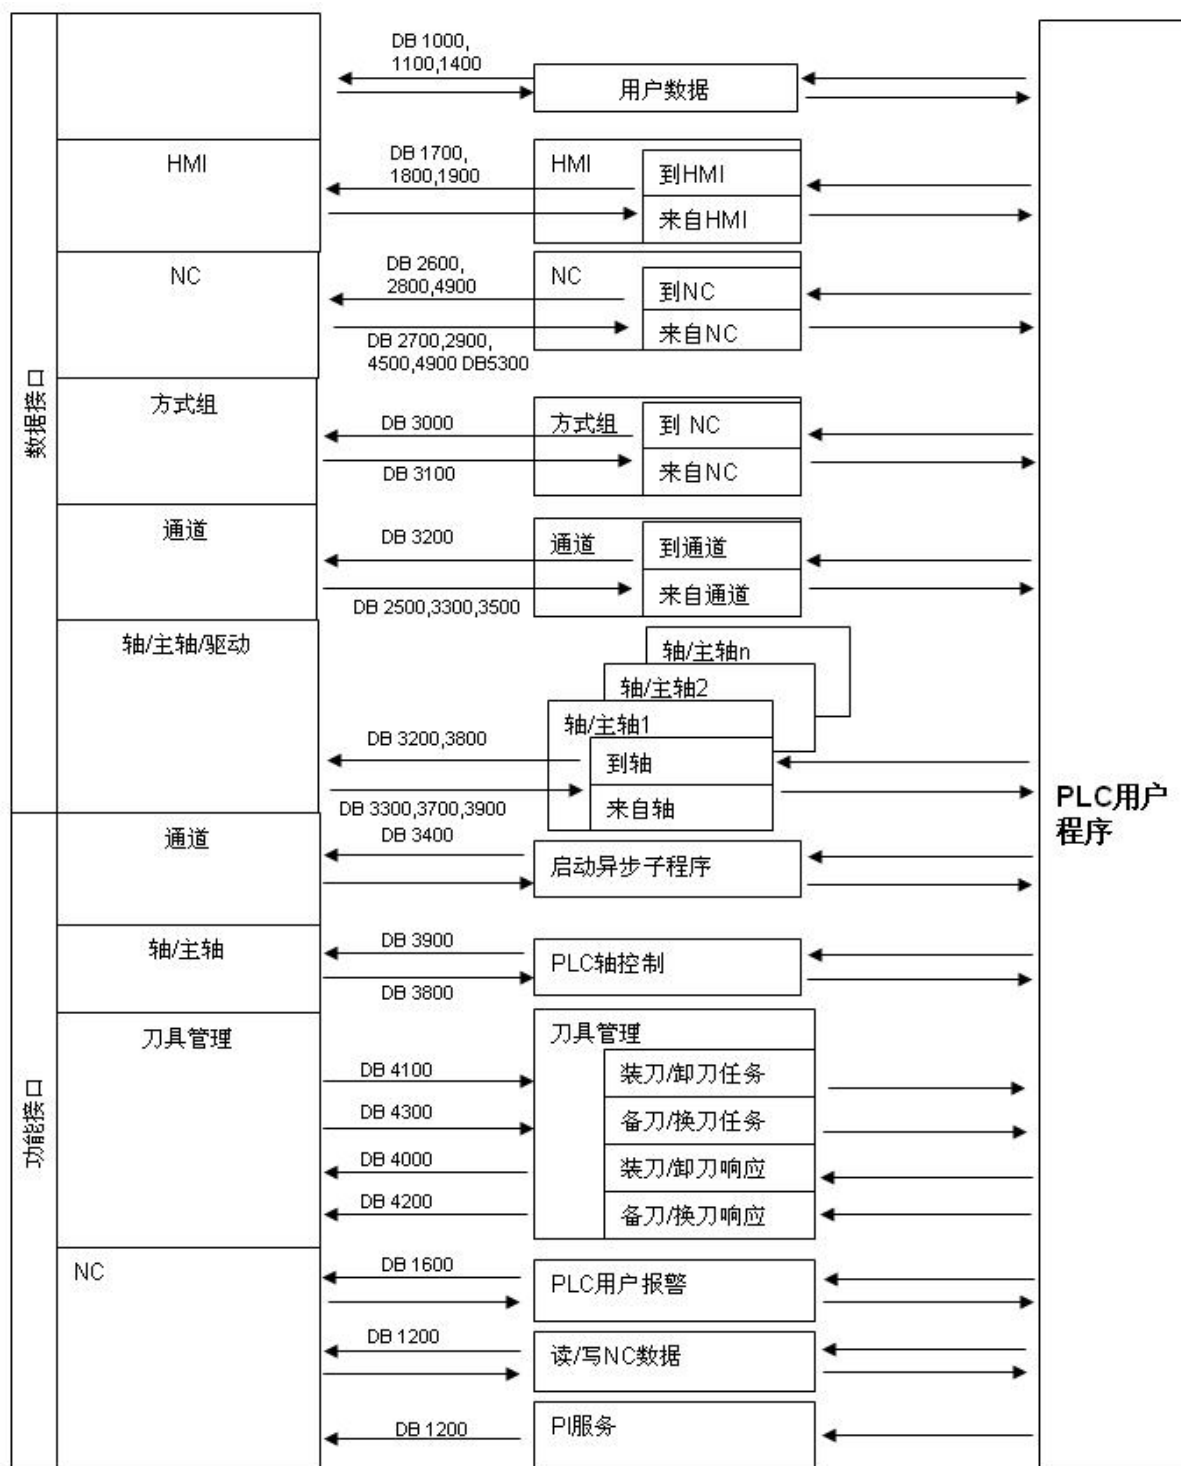 DB 1000,
1100,1400
用户数据
HMI
DB 1700,
1800,1900
HMI
到HMI
来自HMI
NC
DB 2600,
2800,4900
NC
到NC
来自NC
DB 2700,2900,
4500,4900 DB5300
数据接口
方式组
DB 3000
方式组
到 NC
来自NC
DB 3100
通道
DB 3200
通道
到通道
来自通道
DB 2500,3300,3500
轴/主轴/驱动
轴/主轴n
轴/主轴2
轴/主轴1
DB 3200,3800
到轴
来自轴
DB 3300,3700,3900
PLC用户
程序
功能接口
通道
DB 3400
启动异步子程序
轴/主轴
DB 3900
PLC轴控制
DB 3800
刀具管理
刀具管理
DB 4100
装刀/卸刀任务
DB 4300
备刀/换刀任务
DB 4000
装刀/卸刀响应
DB 4200
备刀/换刀响应
NC
DB 1600
PLC用户报警
DB 1200
读/写NC数据
DB 1200
PI服务